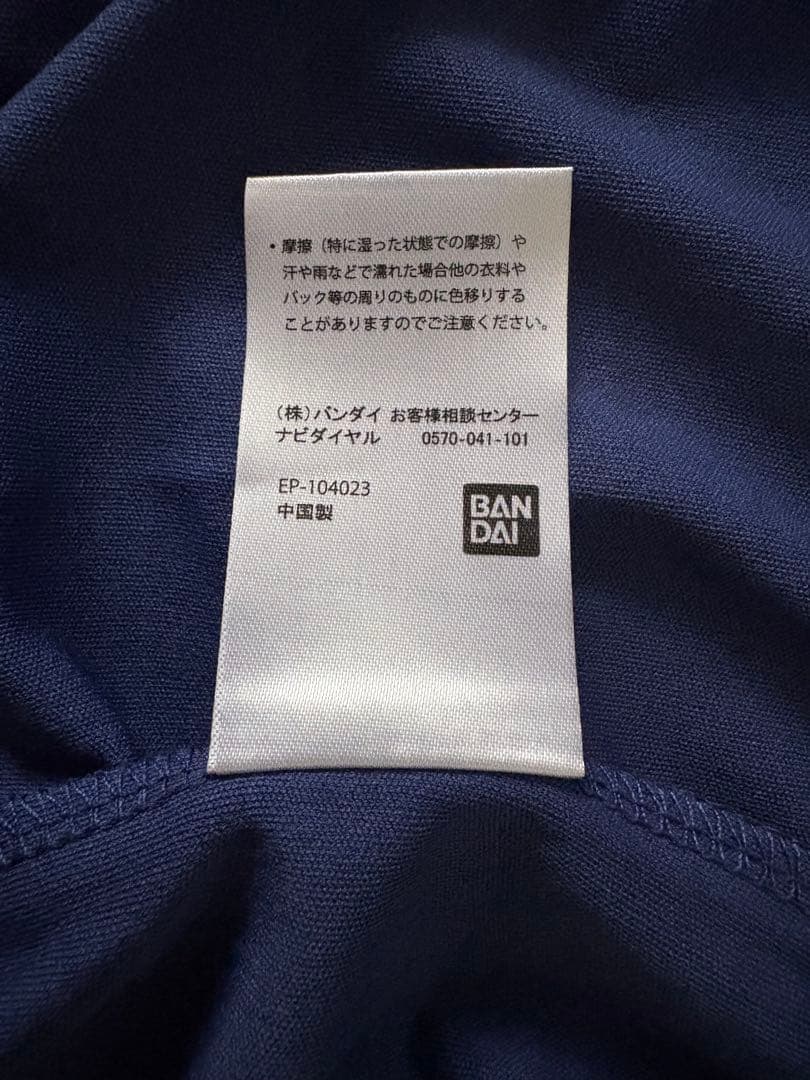 ・摩擦（特に湿った状態での摩擦）や
汗や雨などで濡れた場合他の衣料や
バック等の周りのものに色移りする
ことがありますのでご注意ください。
（株）バンダイ お客様相談センター
ナビダイヤル 0570-041-101
EP-104023
中国製
BAN
DAI